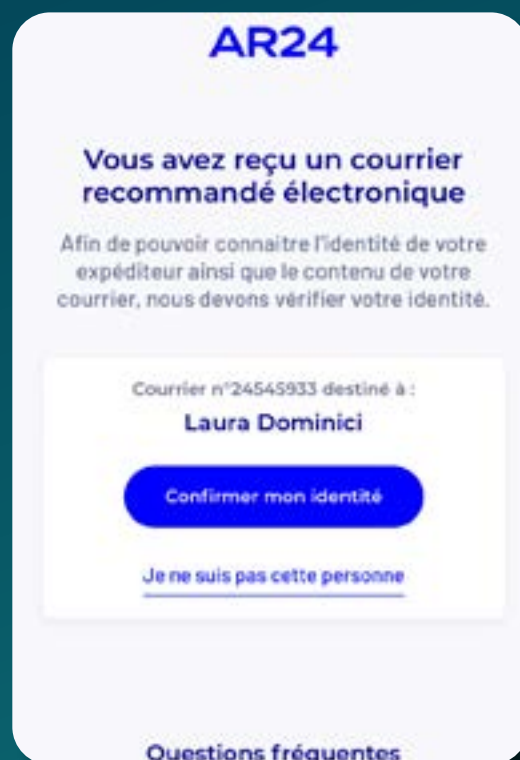 AR24
Vous avez reçu un courrier
recommandé électronique
Afin de pouvoir connaitre l'identité de votre
expéditeur ainsi que le contenu de votre
courrier, nous devons vérifier votre identité.
Courrier n°24545933 destiné à :
Laura Dominici
Confirmer mon identité
Je ne suis pas cette personne
Questions fréquentes